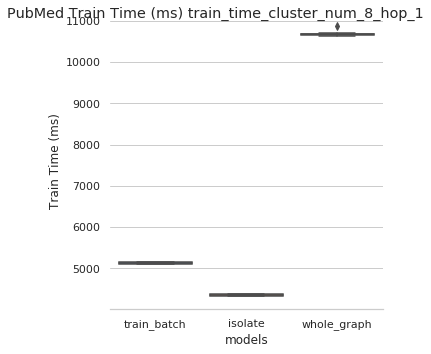 PubMed Train Time (ms) train_time_cluster_num_8_hop_1
11000
10000
9000
8000
7000
6000
5000
Train Time (ms)
train_batch isolate whole_graph
models